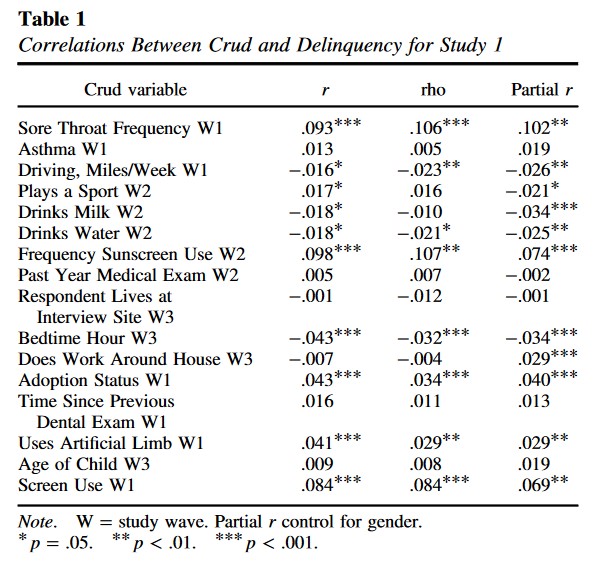 Table 1
Correlations Between Crud and Delinquency for Study 1
Crud variable r rho Partial r
Sore Throat Frequency W1 .093*** .106*** .102**
Asthma W1 .013 .005 .019
Driving, Miles/Week W1 −.016* −.023** −.026**
Plays a Sport W2 .017* .016 −.021*
Drinks Milk W2 −.018* −.010 −.034***
Drinks Water W2 −.018* −.021* −.025**
Frequency Sunscreen Use W2 .098*** .107** .074***
Past Year Medical Exam W2 .005 .007 −.002
Respondent Lives at −.001 −.012 −.001
Interview Site W3
Bedtime Hour W3 −.043*** −.032*** −.034***
Does Work Around House W3 −.007 −.004 .029***
Adoption Status W1 .043*** .034*** .040***
Time Since Previous .016 .011 .013
Dental Exam W1
Uses Artificial Limb W1 .041*** .029** .029**
Age of Child W3 .009 .008 .019
Screen Use W1 .084*** .084*** .069**
Note. W = study wave. Partial r control for gender.
* p = .05. ** p < .01. *** p < .001.